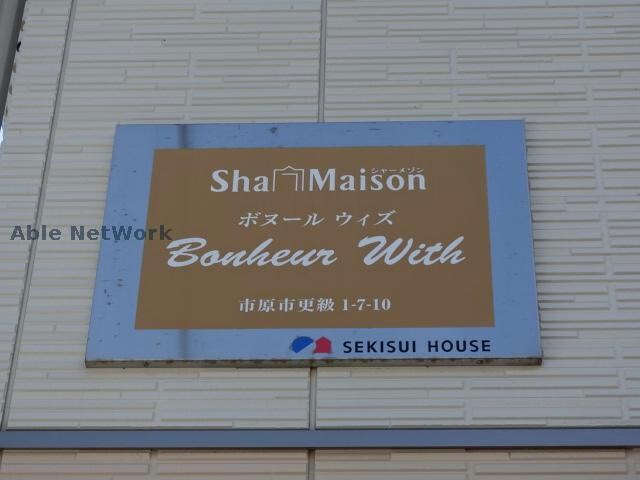 シャーメゾン
Sha Maison
ボヌール ウィズ
Able NetWork
Bonheur With
市原市更級 1-7-10
SEKISUI HOUSE